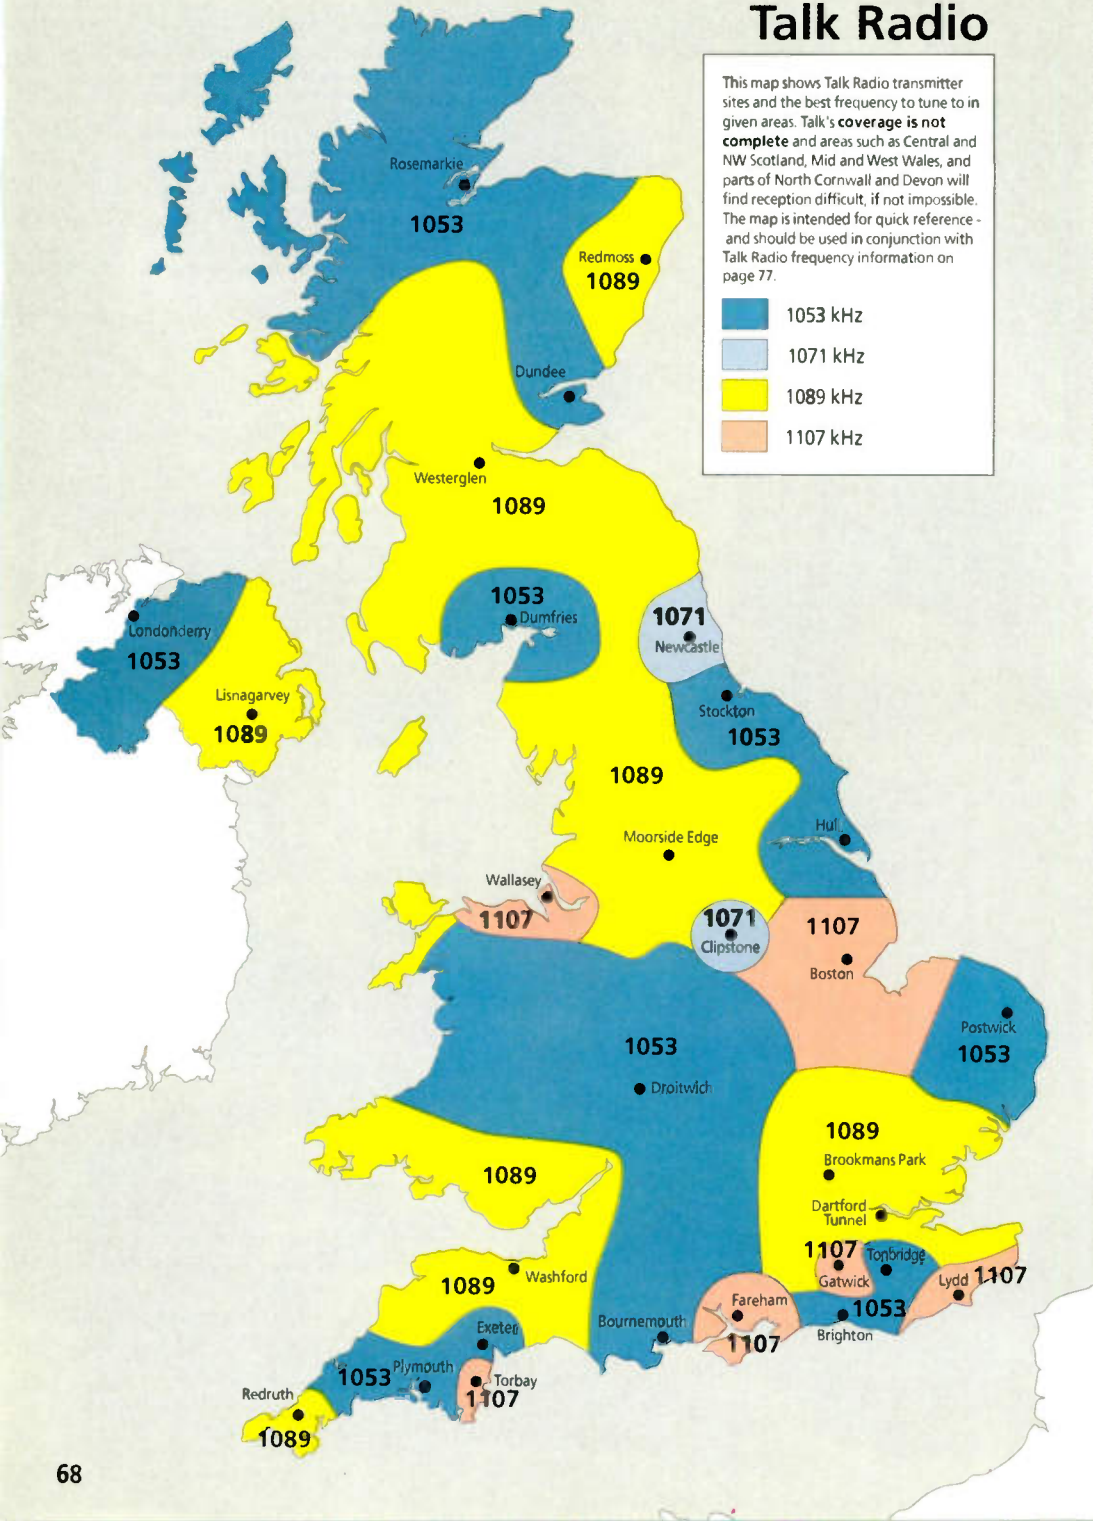 Talk Radio
This map shows Talk Radio transmitter
sites and the best frequency to tune to in
given areas. Talk's coverage is not
complete and areas such as Central and
NW Scotland, Mid and West Wales, and
parts of North Cornwall and Devon will
find reception difficult, if not impossible.
The map is intended for quick reference -
and should be used in conjunction with
Talk Radio frequency information on
page 77.
1053 kHz
1071 kHz
1089 kHz
1107 kHz
Rosemarkie
1053
Redmoss
1089
Dundee
Westerglen
1089
1053
Dumfries
1071
Newcastle
Londonderry
1053
Lisnagarvey
1089
Stockton
1053
1089
Moorside Edge
Hull
Wallasey
1107
1071
Clipstone
1107
Boston
Postwick
1053
1053
Droitwich
1089
Brookmans Park
1089
Dartford
Tunnel
1107
Gatwick
Tonbridge
Lydd
1107
1089
Washford
Fareham
1107
1053
Brighton
Bournemouth
Exeter
1053
Plymouth
Torbay
1107
Redruth
1089
68